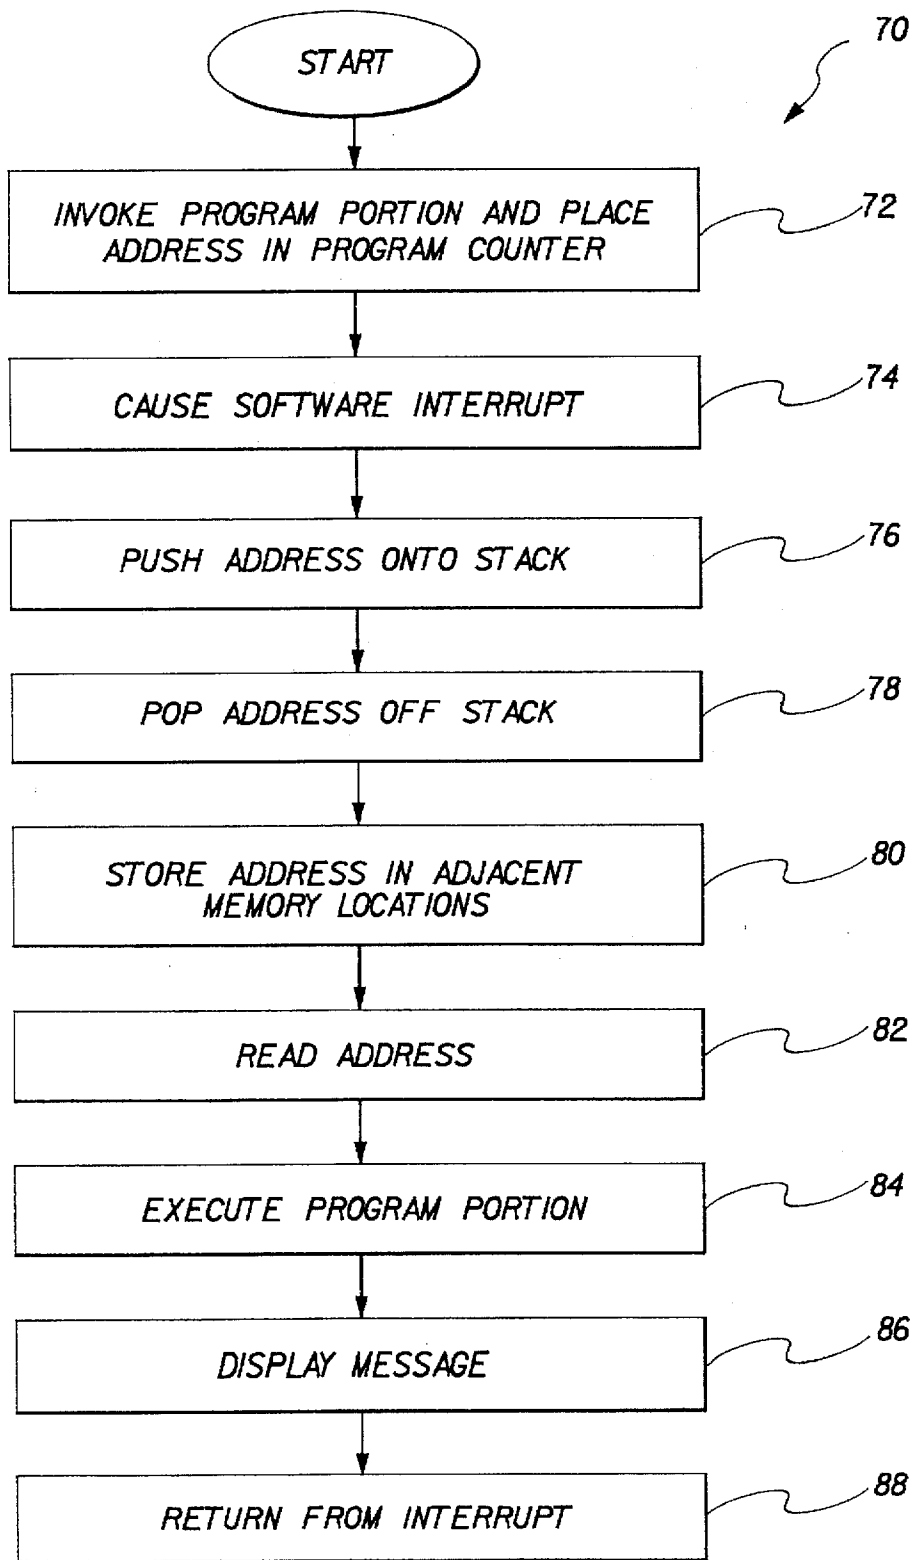 70
START
INVOKE PROGRAM PORTION AND PLACE
ADDRESS IN PROGRAM COUNTER
72
CAUSE SOFTWARE INTERRUPT
74
PUSH ADDRESS ONTO STACK
76
POP ADDRESS OFF STACK
78
STORE ADDRESS IN ADJACENT
MEMORY LOCATIONS
80
READ ADDRESS
82
EXECUTE PROGRAM PORTION
84
DISPLAY MESSAGE
86
RETURN FROM INTERRUPT
88